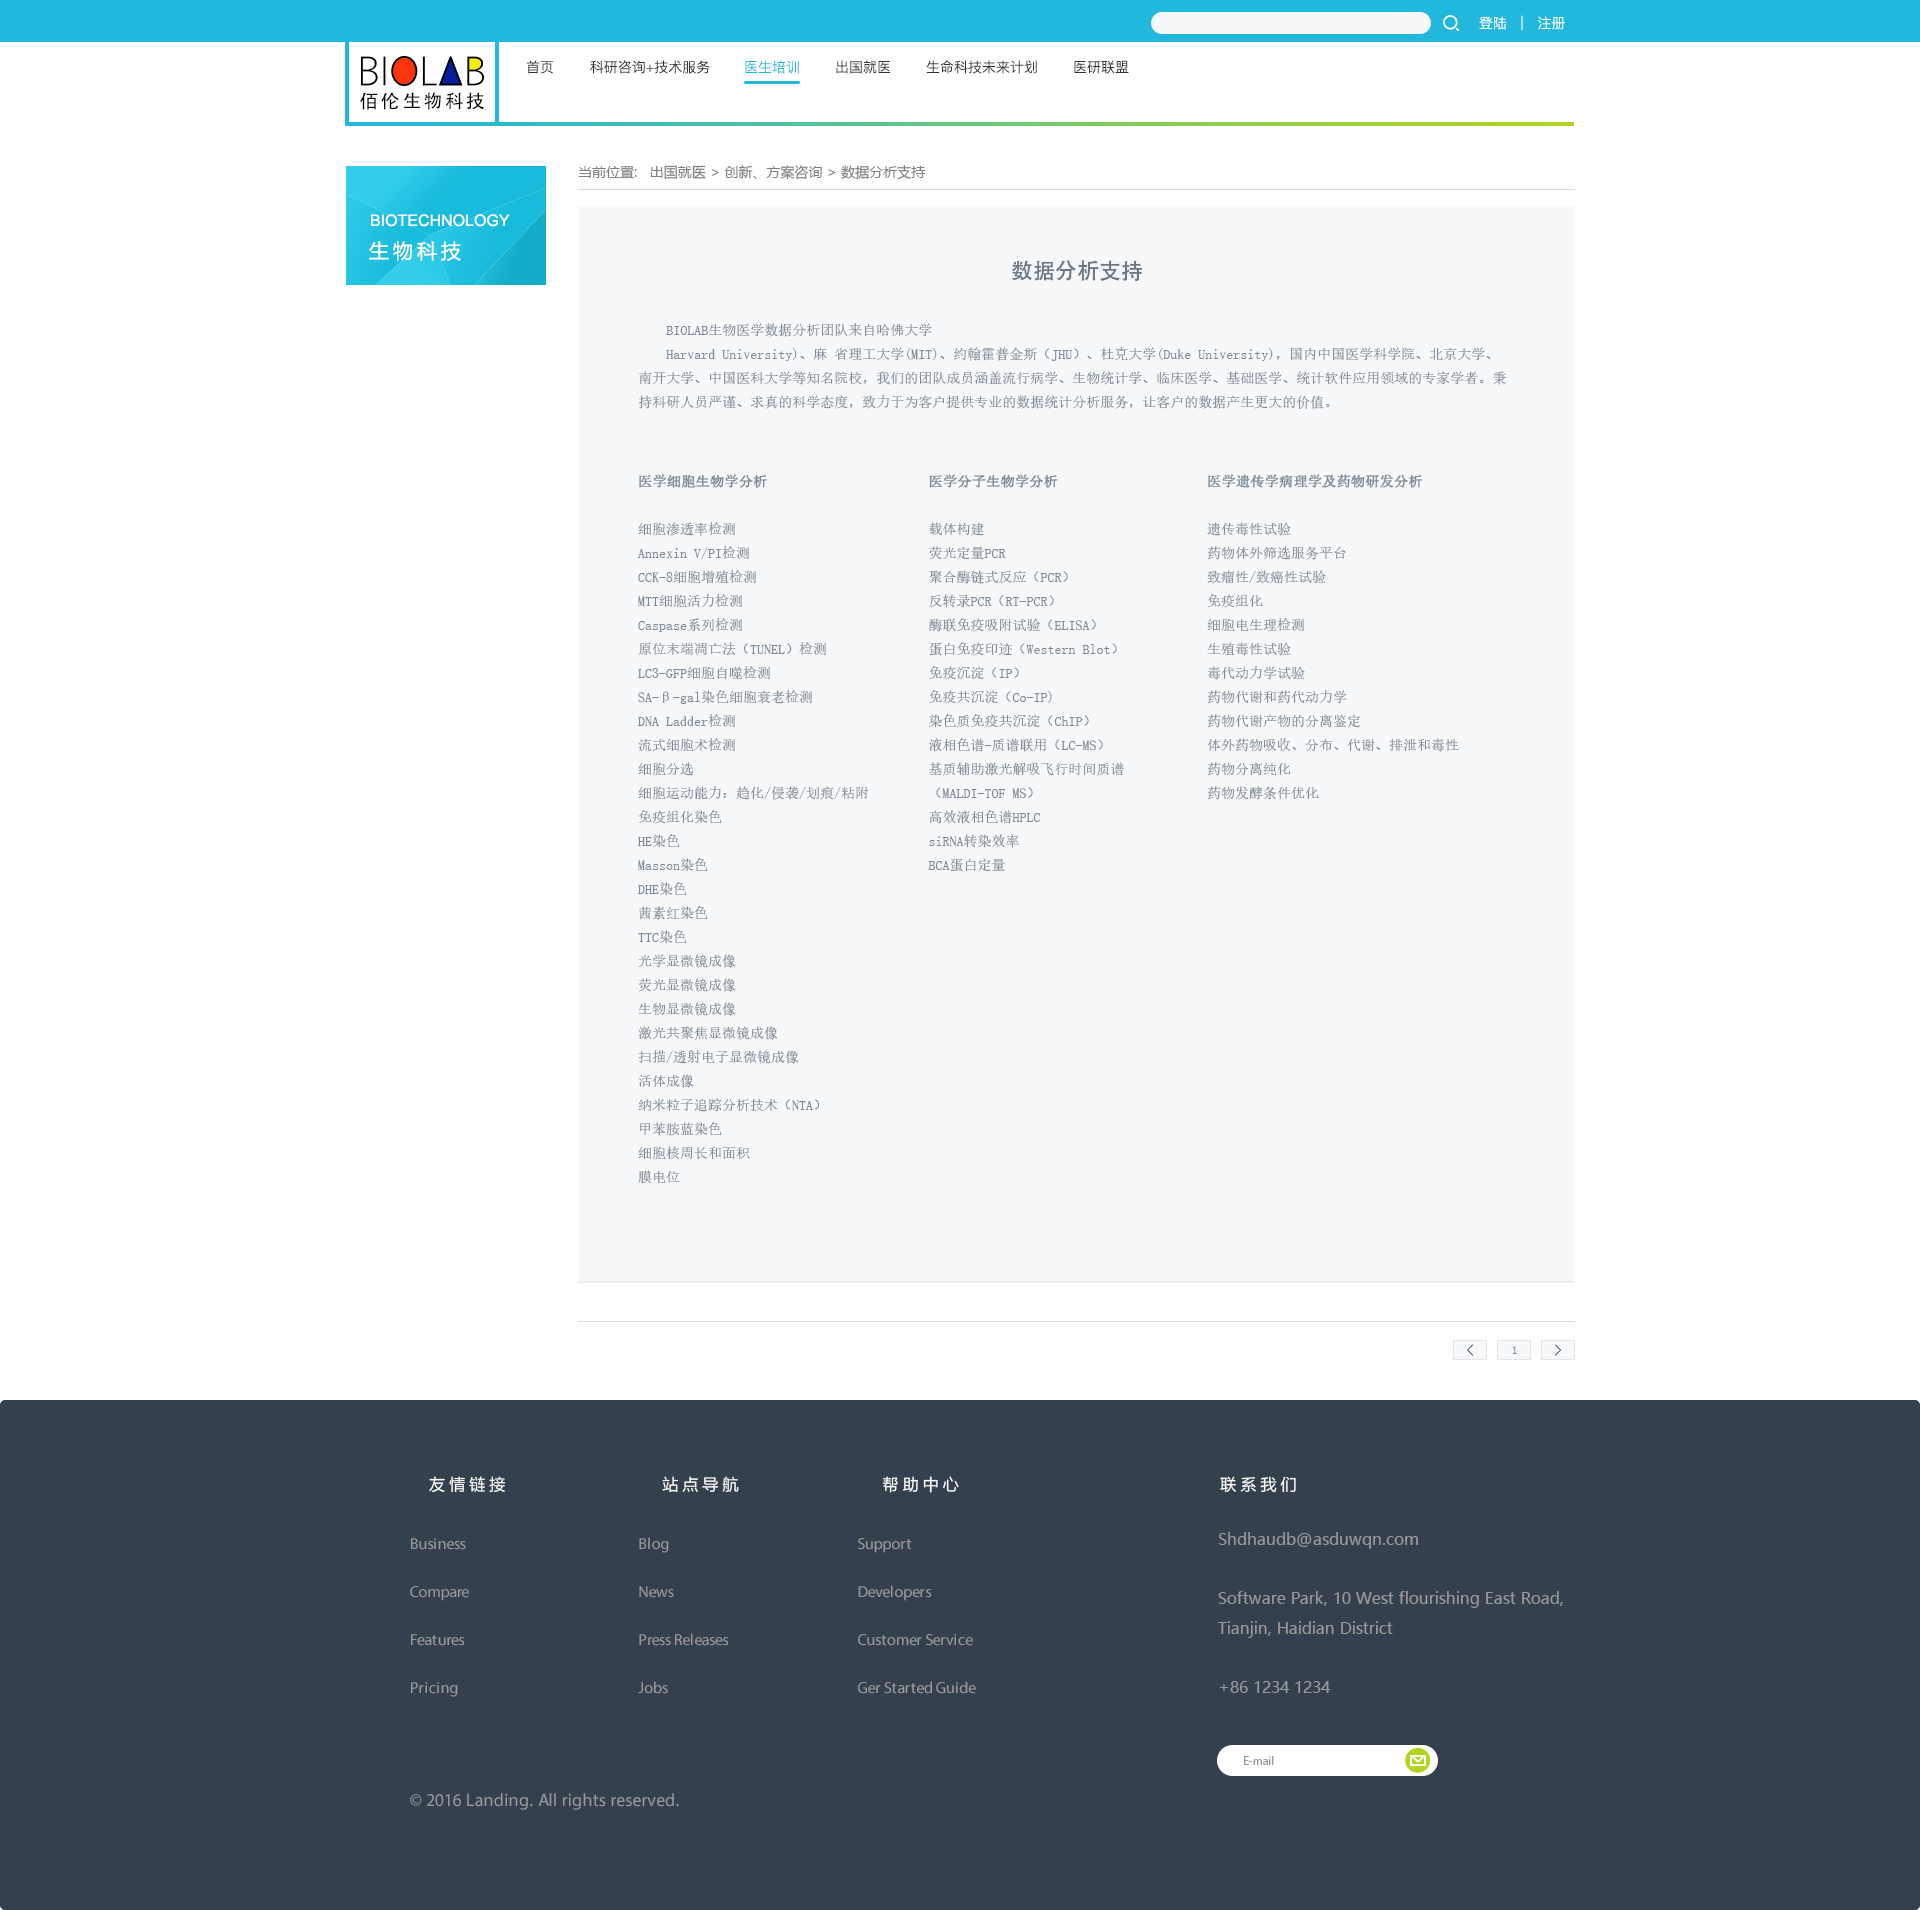 登陆 | 注册
BIOLAB
佰伦生物科技
首页 科研咨询+技术服务 医生培训 出国就医 生命科技未来计划 医研联盟
BIOTECHNOLOGY
生物科技
当前位置： 出国就医 > 创新、方案咨询 > 数据分析支持
数据分析支持
BIOLAB生物医学数据分析团队来自哈佛大学
Harvard University)、麻 省理工大学(MIT)、约翰霍普金斯（JHU）、杜克大学(Duke University)，国内中国医学科学院、北京大学、
南开大学、中国医科大学等知名院校，我们的团队成员涵盖流行病学、生物统计学、临床医学、基础医学、统计软件应用领域的专家学者。秉
持科研人员严谨、求真的科学态度，致力于为客户提供专业的数据统计分析服务，让客户的数据产生更大的价值。
医学细胞生物学分析
细胞渗透率检测
Annexin V/PI检测
CCK-8细胞增殖检测
MTT细胞活力检测
Caspase系列检测
原位末端凋亡法（TUNEL）检测
LC3-GFP细胞自噬检测
SA-β-gal染色细胞衰老检测
DNA Ladder检测
流式细胞术检测
细胞分选
细胞运动能力：趋化/侵袭/划痕/粘附
免疫组化染色
HE染色
Masson染色
DHE染色
茜素红染色
TTC染色
光学显微镜成像
荧光显微镜成像
生物显微镜成像
激光共聚焦显微镜成像
扫描/透射电子显微镜成像
活体成像
纳米粒子追踪分析技术（NTA）
甲苯胺蓝染色
细胞核周长和面积
膜电位
医学分子生物学分析
载体构建
荧光定量PCR
聚合酶链式反应（PCR）
反转录PCR（RT-PCR）
酶联免疫吸附试验（ELISA）
蛋白免疫印迹（Western Blot）
免疫沉淀（IP）
免疫共沉淀（Co-IP)
染色质免疫共沉淀（ChIP）
液相色谱-质谱联用（LC-MS）
基质辅助激光解吸飞行时间质谱
（MALDI-TOF MS）
高效液相色谱HPLC
siRNA转染效率
BCA蛋白定量
医学遗传学病理学及药物研发分析
遗传毒性试验
药物体外筛选服务平台
致瘤性/致癌性试验
免疫组化
细胞电生理检测
生殖毒性试验
毒代动力学试验
药物代谢和药代动力学
药物代谢产物的分离鉴定
体外药物吸收、分布、代谢、排泄和毒性
药物分离纯化
药物发酵条件优化
1
友情链接
Business
Compare
Features
Pricing
站点导航
Blog
News
Press Releases
Jobs
帮助中心
Support
Developers
Customer Service
Ger Started Guide
联系我们
Shdhaudb@asduwqn.com
Software Park, 10 West flourishing East Road,
Tianjin, Haidian District
+86 1234 1234
E-mail
© 2016 Landing. All rights reserved.